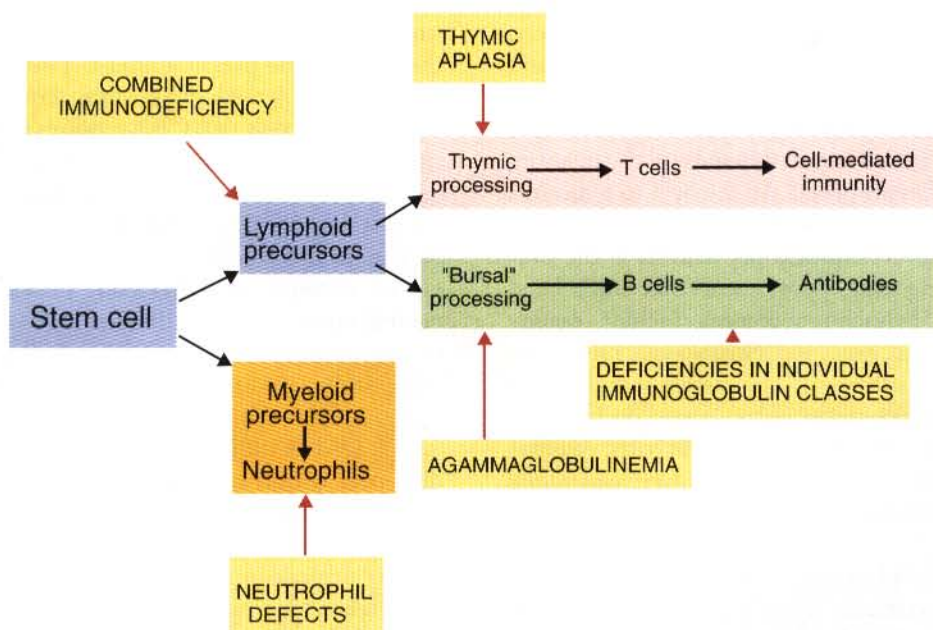 THYMIC
APLASIA
COMBINED
IMMUNODEFICIENCY
Thymic
processing
T cells
Cell-mediated
immunity
Lymphoid
precursors
"Bursal"
processing
B cells
Antibodies
Stem cell
DEFICIENCIES IN INDIVIDUAL
IMMUNOGLOBULIN CLASSES
Myeloid
precursors
Neutrophils
AGAMMAGLOBULINEMIA
NEUTROPHIL
DEFECTS